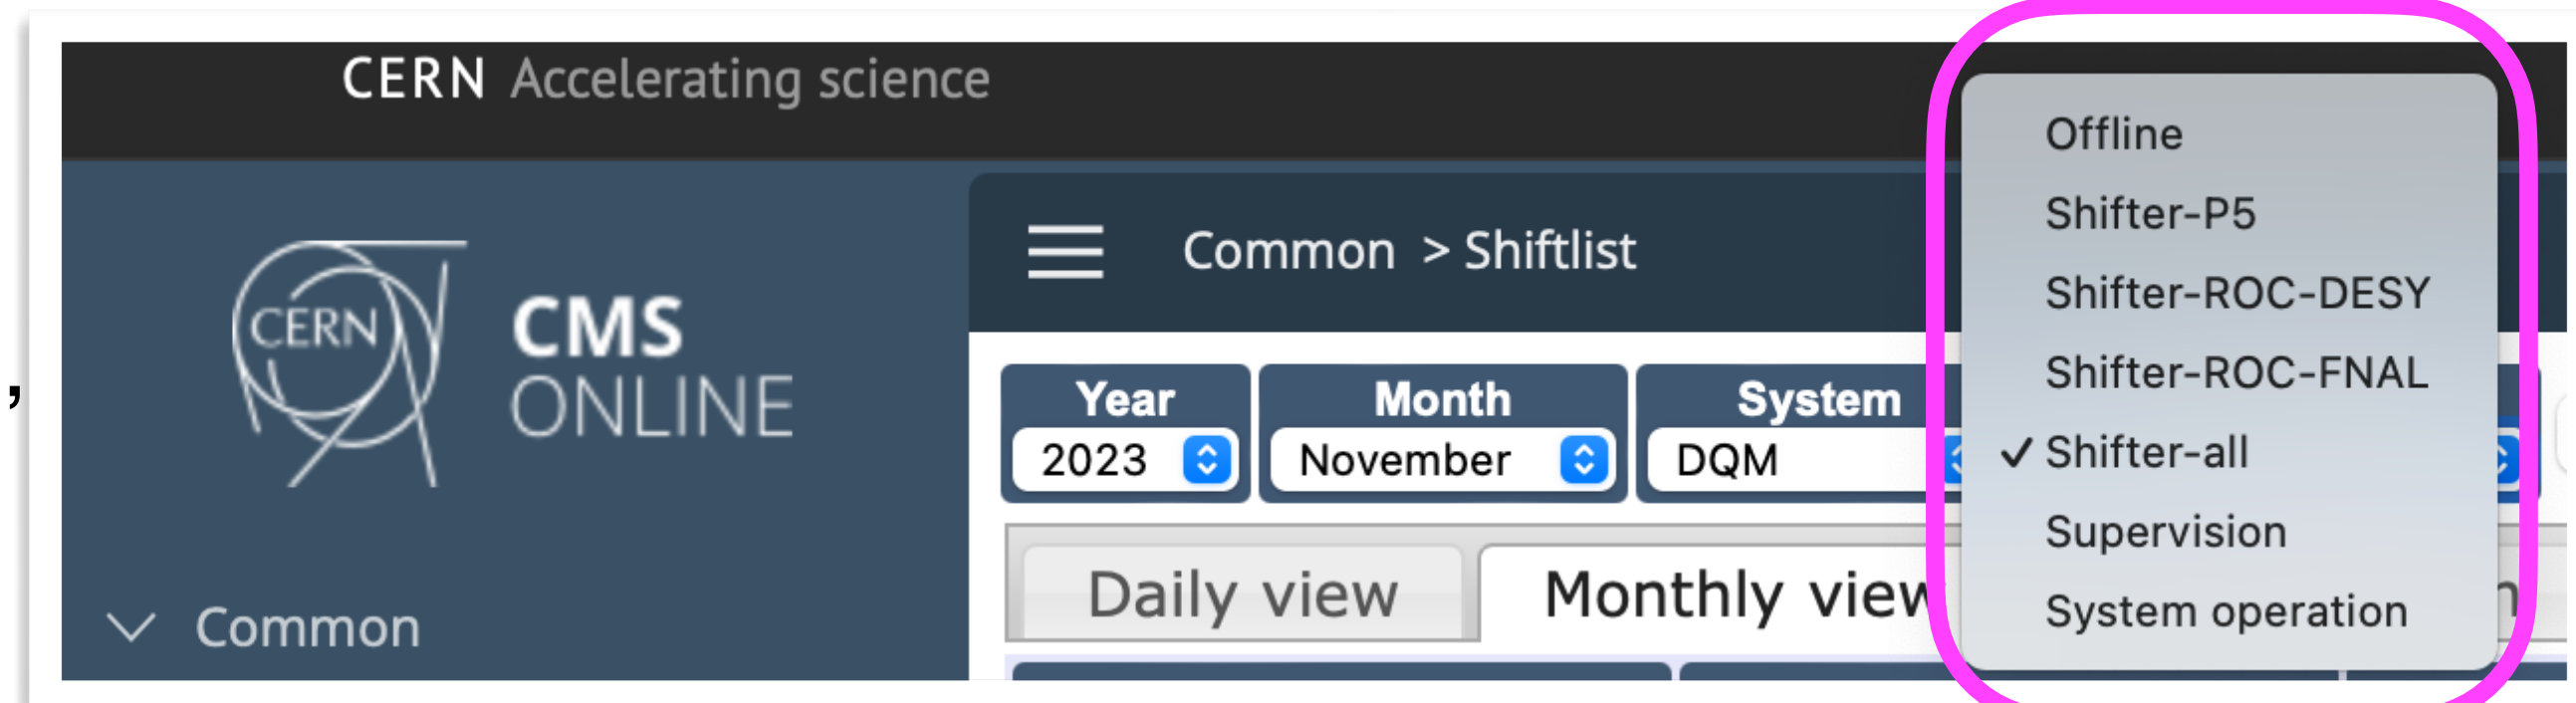 CERN Accelerating science
CERN
CMS
ONLINE
Common
Common > Shiftlist
Year
2023
Month
November
System
DQM
Daily view
Monthly view
Offline
Shifter-P5
Shifter-ROC-DESY
Shifter-ROC-FNAL
✓ Shifter-all
Supervision
System operation
,